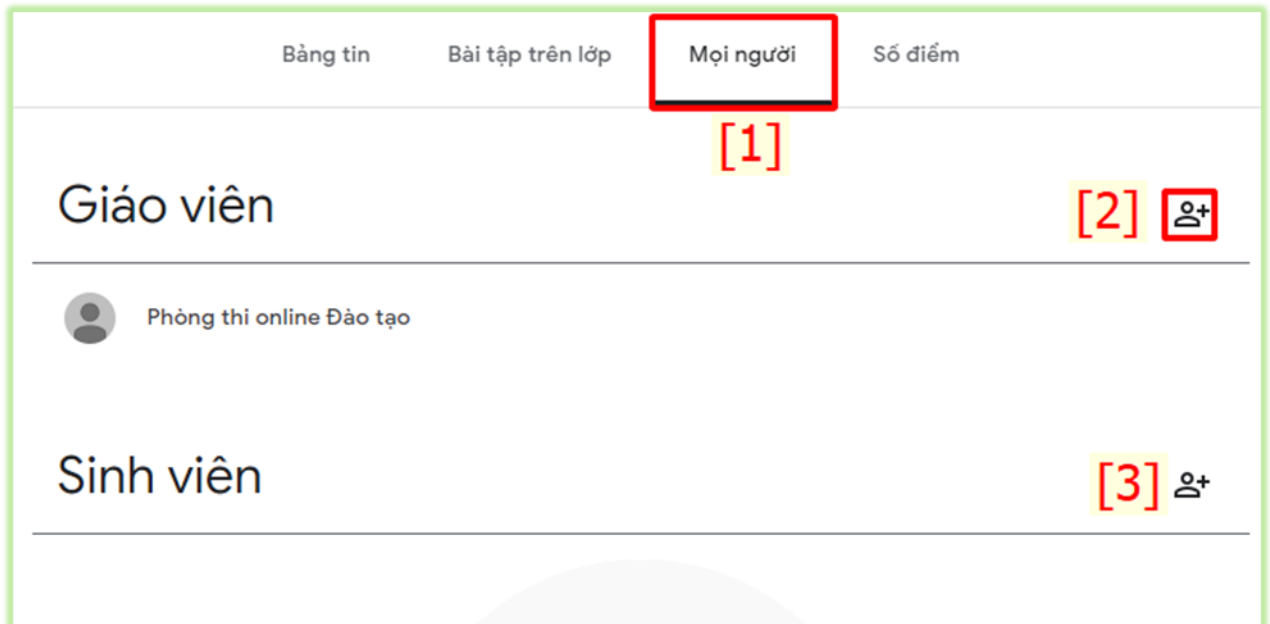 Bảng tin Bài tập trên lớp Mọi người Số điểm
[1]
Giáo viên [2]
Phòng thi online Đào tạo
Sinh viên [3]